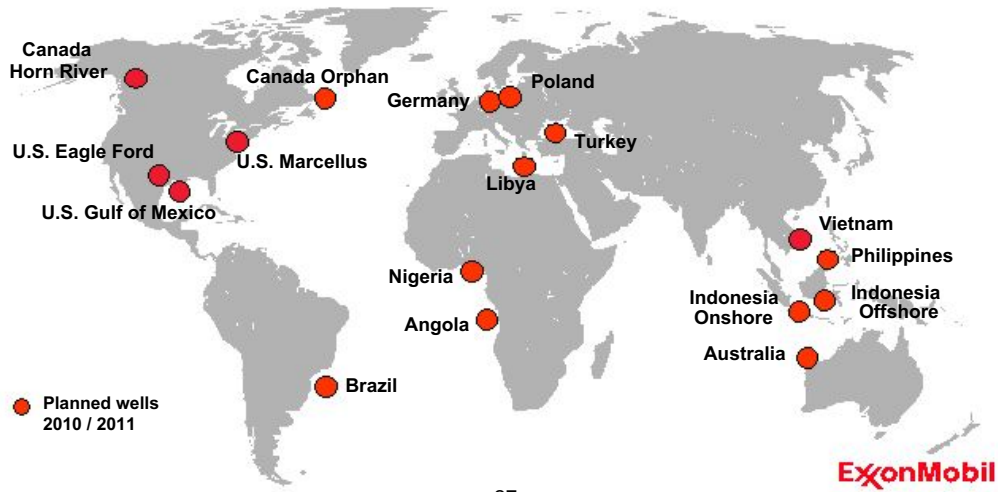 Canada
Horn River
Canada Orphan
Germany
Poland
Turkey
U.S. Eagle Ford
U.S. Marcellus
Libya
U.S. Gulf of Mexico
Vietnam
Philippines
Nigeria
Indonesia
Onshore
Indonesia
Offshore
Angola
Australia
Brazil
Planned wells
2010 / 2011
ExxonMobil